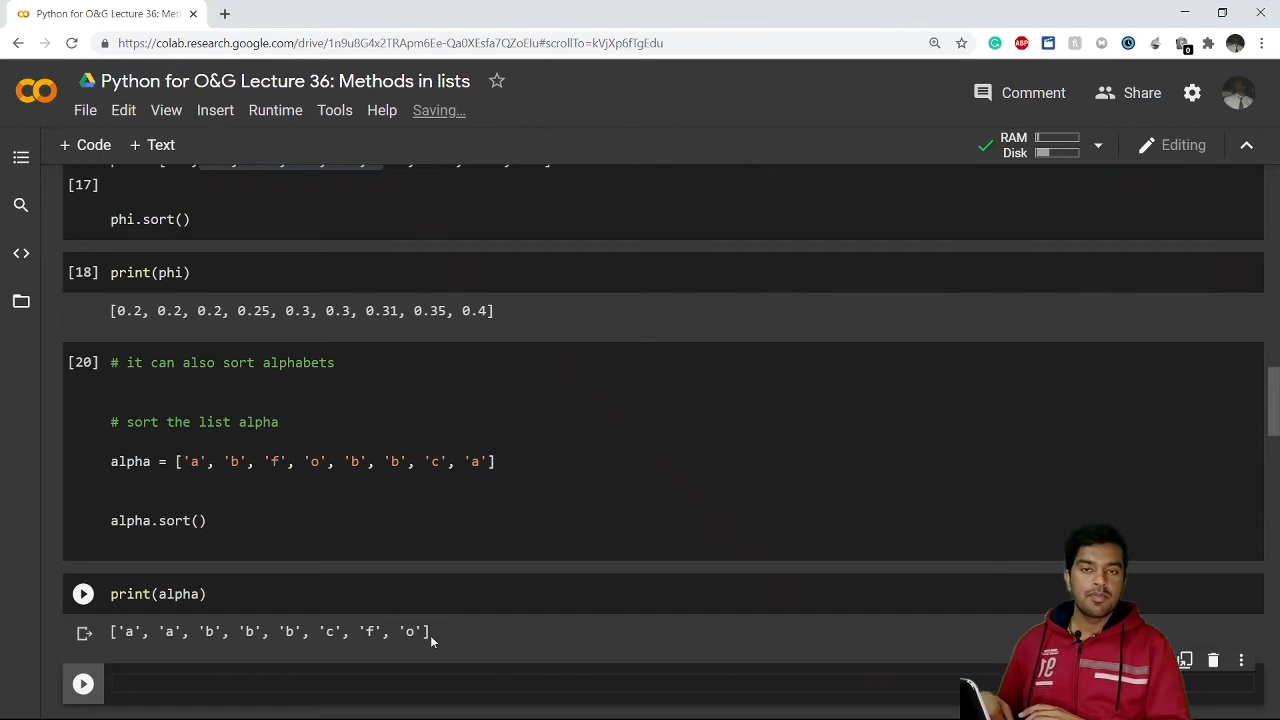 Python for O&G Lecture 36: Met
https://colab.research.google.com/drive/1n9u8G4x2TRApm6Ee-Qa0XEsfa7QZoEIu#scrollTo=kVjXp6fTgEdu
ABP
0
Python for O&G Lecture 36: Methods in lists
Comment
Share
File Edit View Insert Runtime Tools Help Saving...
+ Code + Text
RAM
Disk
Editing
[17]
phi.sort()
[18] print(phi)
[0.2, 0.2, 0.2, 0.25, 0.3, 0.3, 0.31, 0.35, 0.4]
[20] # it can also sort alphabets
# sort the list alpha
alpha = ['a', 'b', 'f', 'o', 'b', 'b', 'c', 'a']
alpha.sort()
print(alpha)
['a', 'a', 'b', 'b', 'b', 'c', 'f', 'o']